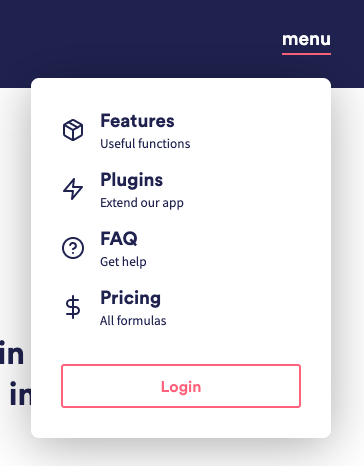 menu
Features
Useful functions
Plugins
Extend our app
FAQ
Get help
Pricing
All formulas
in
in
Login